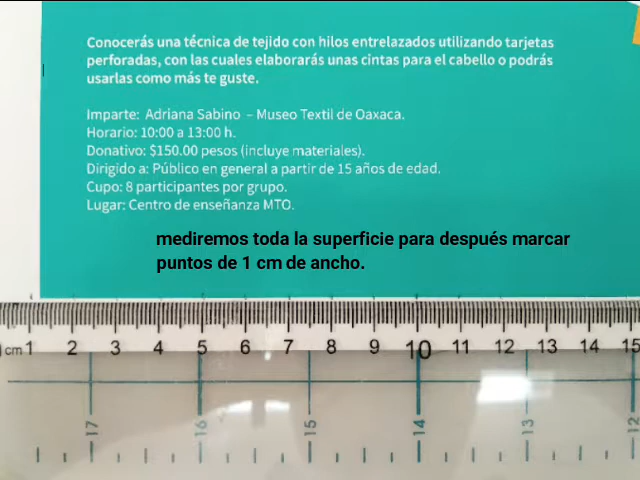 Conocerás una técnica de tejido con hilos entrelazados utilizando tarjetas
perforadas, con las cuales elaborarás unas cintas para el cabello o podrás
usarlas como más te guste.
Imparte: Adriana Sabino – Museo Textil de Oaxaca.
Horario: 10:00 a 13:00 h.
Donativo: $150.00 pesos (incluye materiales).
Dirigido a: Público en general a partir de 15 años de edad.
Cupo: 8 participantes por grupo.
Lugar: Centro de enseñanza MTO.
mediremos toda la superficie para después marcar
puntos de 1 cm de ancho.
cm 1 2 3 4 5 6 7 8 9 10 11 12 13 14 15
17 16 15 14 13 12